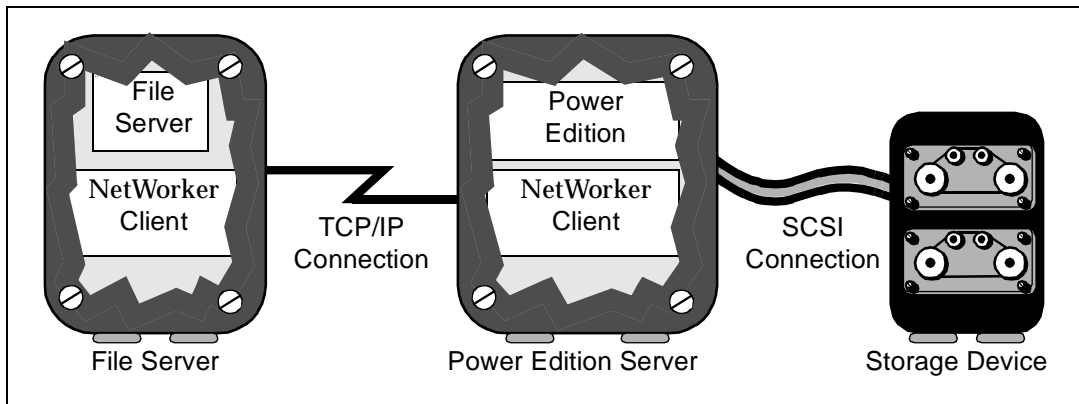 File
Server
NetWorker
Client
File Server
TCP/IP
Connection
Power
Edition
NetWorker
Client
Power Edition Server
SCSI
Connection
Storage Device